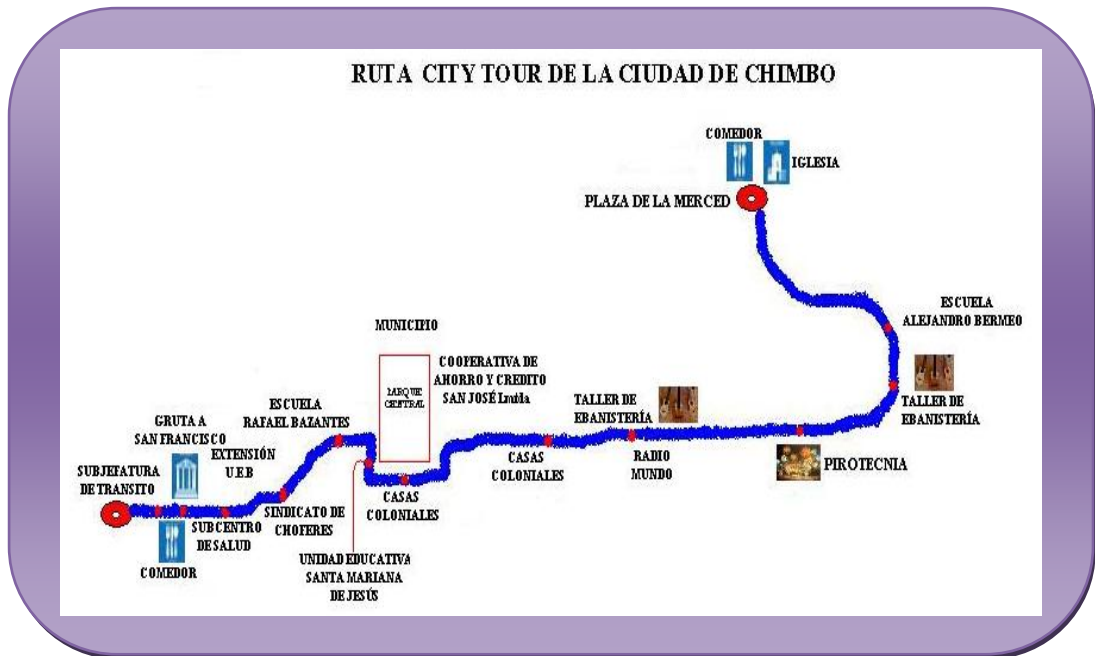 RUTA CITY TOUR DE LA CIUDAD DE CHIMBO
COMEDOR
IGLESIA
PLAZA DE LA MERCED
ESCUELA
ALEJANDRO BERMEO
MUNICIPIO
PARQUE
CENTRAL
COOPERATIVA DE
AHORRO Y CREDITO
SAN JOSÉ Lmtda
TALLER DE
EBANISTERÍA
TALLER DE
EBANISTERÍA
ESCUELA
RAFAEL BAZANTES
GRUTA A
SAN FRANCISCO
EXTENSIÓN
U.E.B
SUBJEFATURA
DE TRANSITO
CASAS
COLONIALES
RADIO
MUNDO
PIROTECNIA
CASAS
COLONIALES
SINDICATO DE
CHOFERES
SUBCENTRO
DE SALUD
COMEDOR
UNIDAD EDUCATIVA
SANTA MARIANA
DE JESÚS